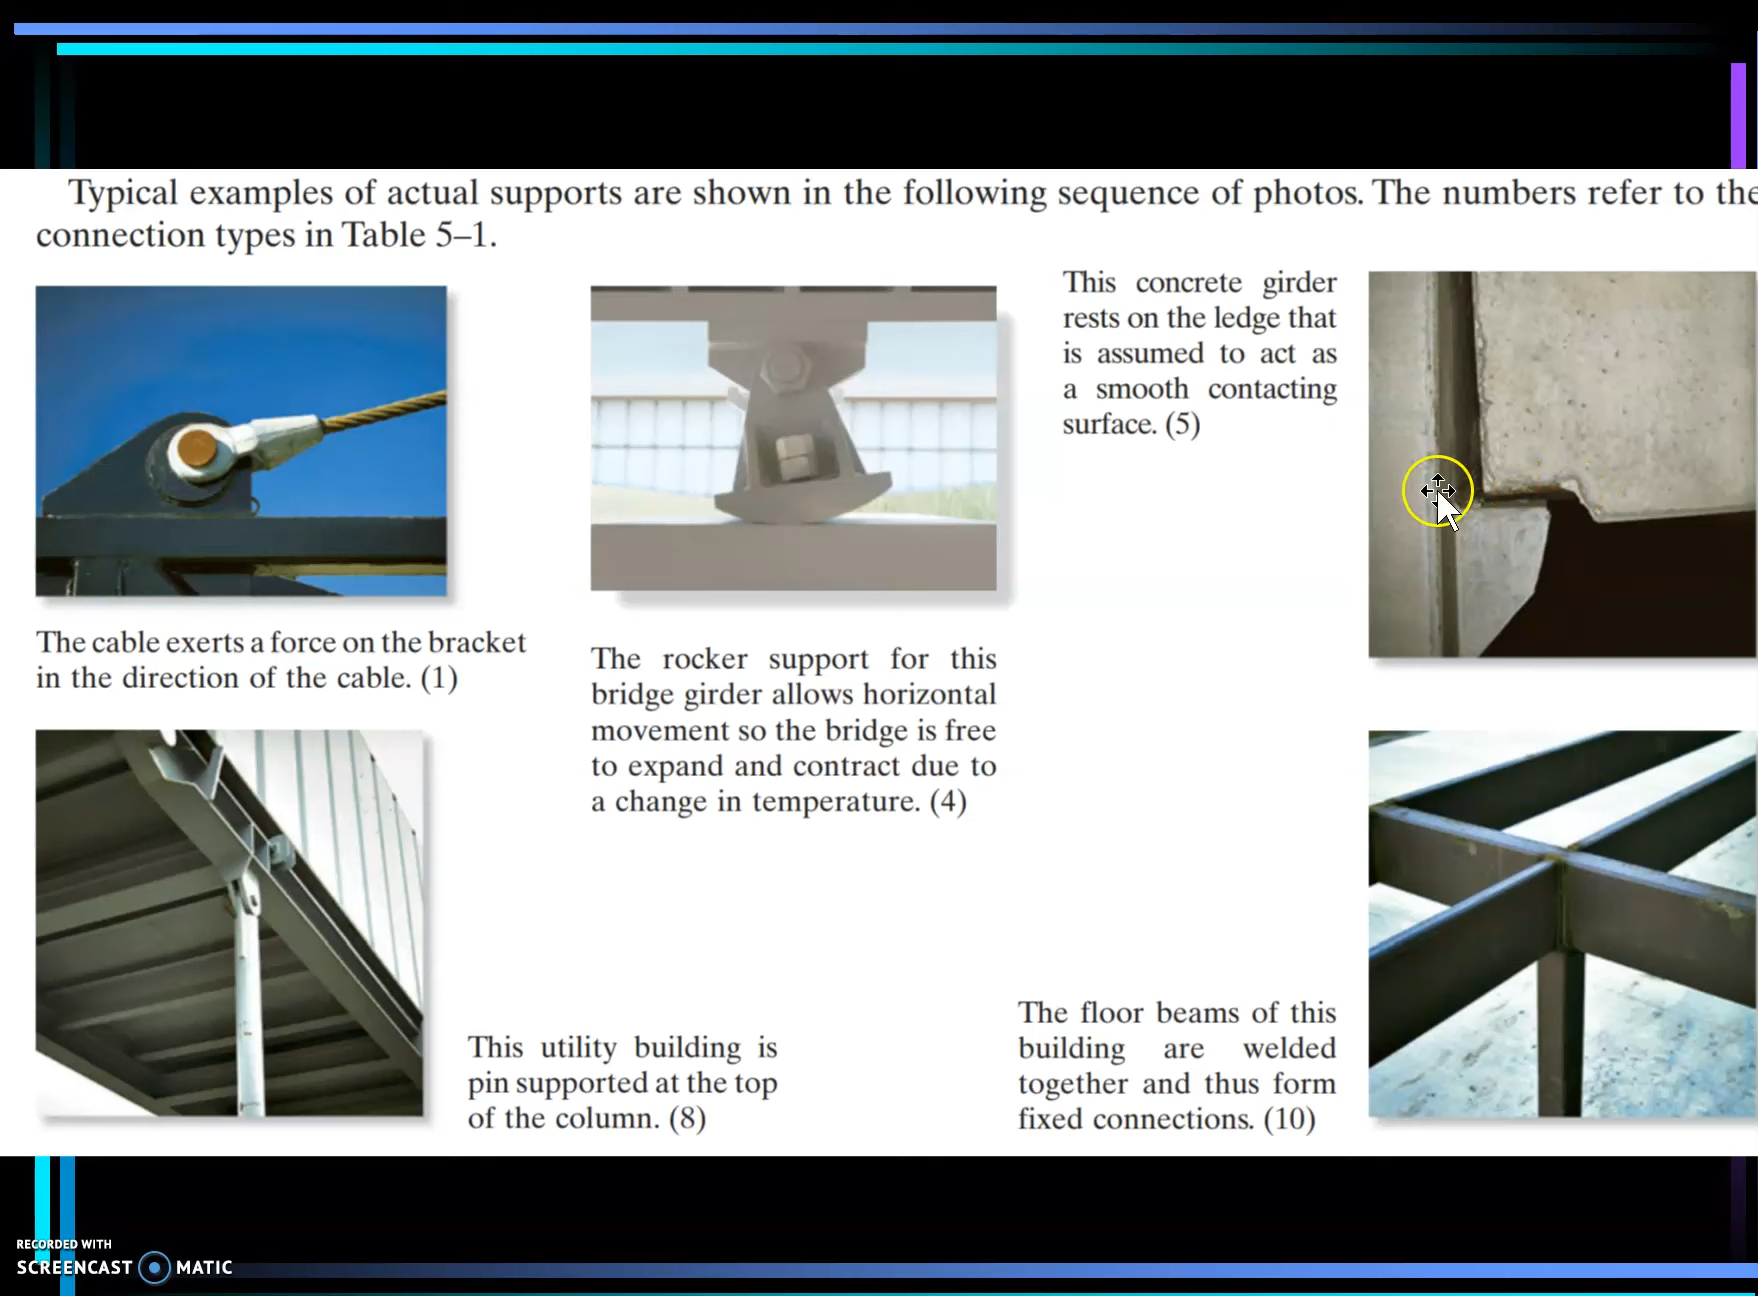 Typical examples of actual supports are shown in the following sequence of photos. The numbers refer to the
connection types in Table 5–1.
The cable exerts a force on the bracket
in the direction of the cable. (1)
The rocker support for this
bridge girder allows horizontal
movement so the bridge is free
to expand and contract due to
a change in temperature. (4)
This concrete girder
rests on the ledge that
is assumed to act as
a smooth contacting
surface. (5)
This utility building is
pin supported at the top
of the column. (8)
The floor beams of this
building are welded
together and thus form
fixed connections. (10)
RECORDED WITH
SCREENCAST MATIC